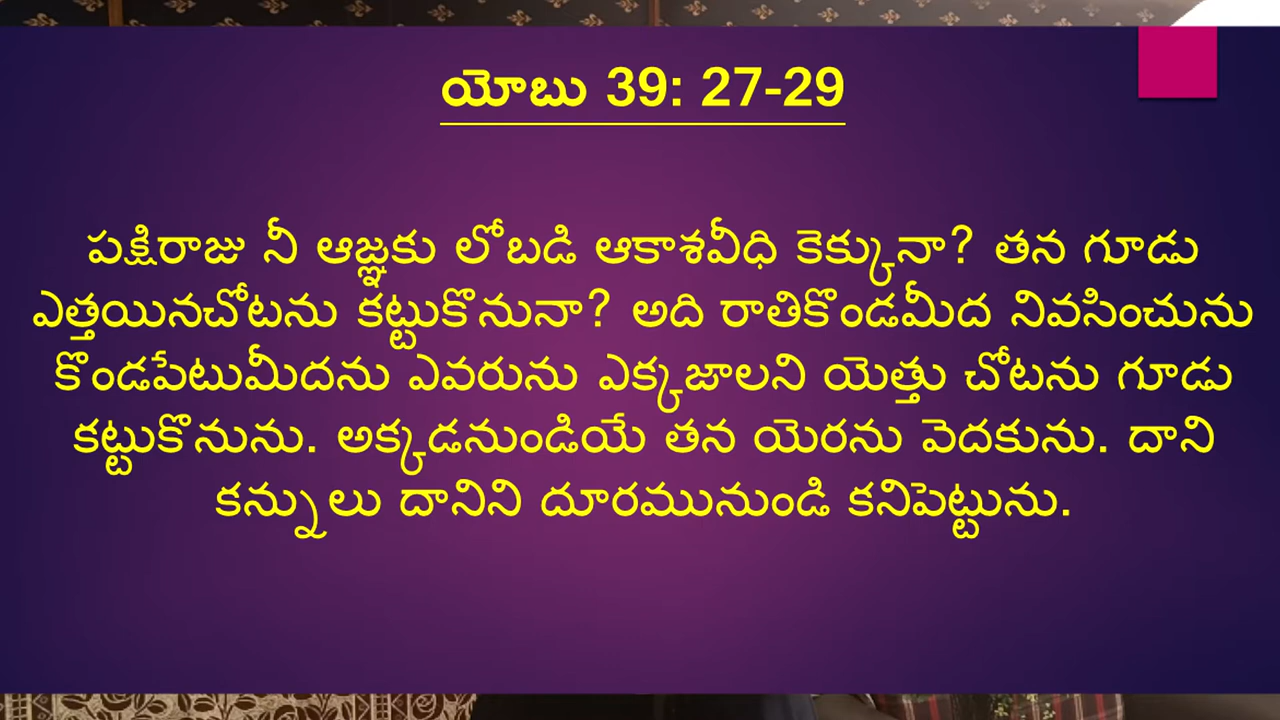 యోబు 39: 27-29
పక్షిరాజు నీ ఆజ్ఞకు లోబడి ఆకాశవీధి కెక్కునా? తన గూడు
ఎత్తయినచోటను కట్టుకొనునా? అది రాతికొండమీద నివసించును
కొండపేటుమీదను ఎవరును ఎక్కజాలని యెత్తు చోటను గూడు
కట్టుకొనును. అక్కడనుండియే తన యెరను వెదకును. దాని
కన్నులు దానిని దూరమునుండి కనిపెట్టును.